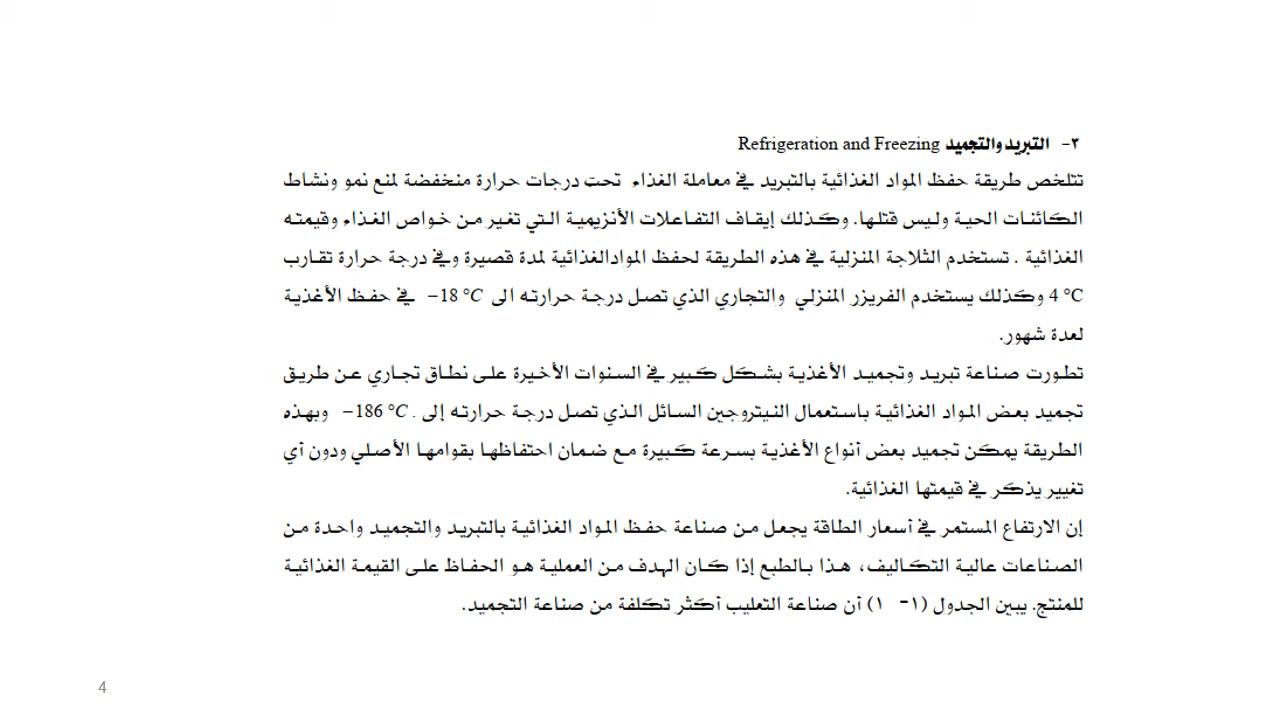 ٣- التبريد والتجميد Refrigeration and Freezing
تتلخص طريقة حفظ المواد الغذائية بالتبريد في معاملة الغذاء تحت درجات حرارة منخفضة لمنع نمو ونشاط
الكائنات الحية وليس قتلها. وكذلك إيقاف التفاعلات الأنزيمية التي تغير من خواص الغذاء وقيمته
الغذائية . تستخدم الثلاجة المنزلية في هذه الطريقة لحفظ الموادالغذائية لمدة قصيرة وفي درجة حرارة تقارب
4 °C وكذلك يستخدم الفريزر المنزلي والتجاري الذي تصل درجة حرارته الى −18 °C في حفظ الأغذية
لعدة شهور.
تطورت صناعة تبريد وتجميد الأغذية بشكل كبير في السنوات الأخيرة على نطاق تجاري عن طريق
تجميد بعض المواد الغذائية باستعمال النيتروجين السائل الذي تصل درجة حرارته إلى . −186 °C وبهذه
الطريقة يمكن تجميد بعض أنواع الأغذية بسرعة كبيرة مع ضمان احتفاظها بقوامها الأصلي ودون أي
تغيير يذكر في قيمتها الغذائية.
إن الارتفاع المستمر في أسعار الطاقة يجعل من صناعة حفظ المواد الغذائية بالتبريد والتجميد واحدة من
الصناعات عالية التكاليف، هذا بالطبع إذا كان الهدف من العملية هو الحفاظ على القيمة الغذائية
للمنتج. يبين الجدول (١- ١) أن صناعة التعليب أكثر تكلفة من صناعة التجميد.
4